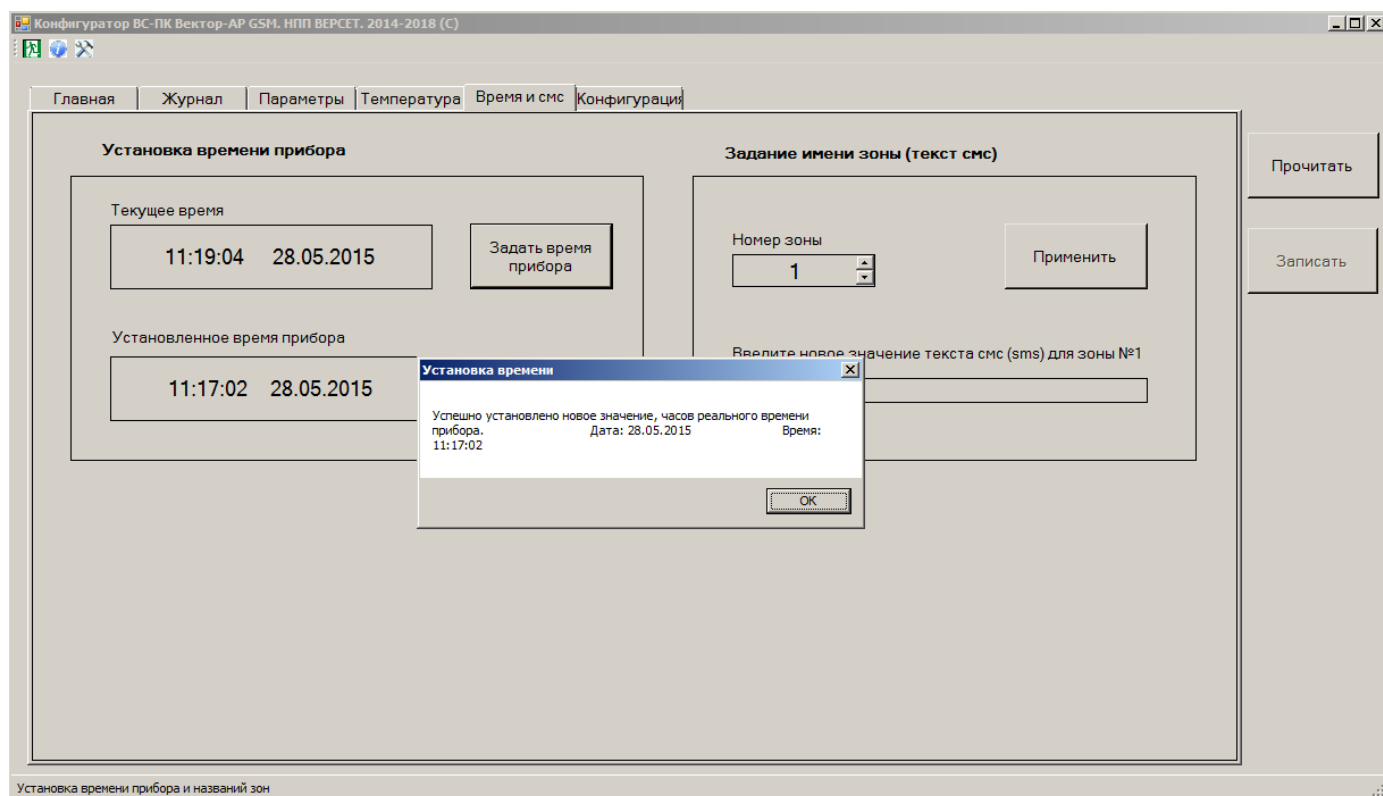 Конфигуратор ВС-ПК Вектор-АР GSM. НПП ВЕРСЕТ. 2014-2018 (C)
Главная Журнал Параметры Температура Время и смс Конфигурация
Установка времени прибора
Задание имени зоны (текст смс)
Прочитать
Текущее время
11:19:04 28.05.2015
Задать время
прибора
Номер зоны
1
Применить
Записать
Установленное время прибора
11:17:02 28.05.2015
Введите новое значение текста смс (sms) для зоны №1
Установка времени
Успешно установлено новое значение, часов реального времени
прибора. Дата: 28.05.2015 Время:
11:17:02
OK
Установка времени прибора и названий зон